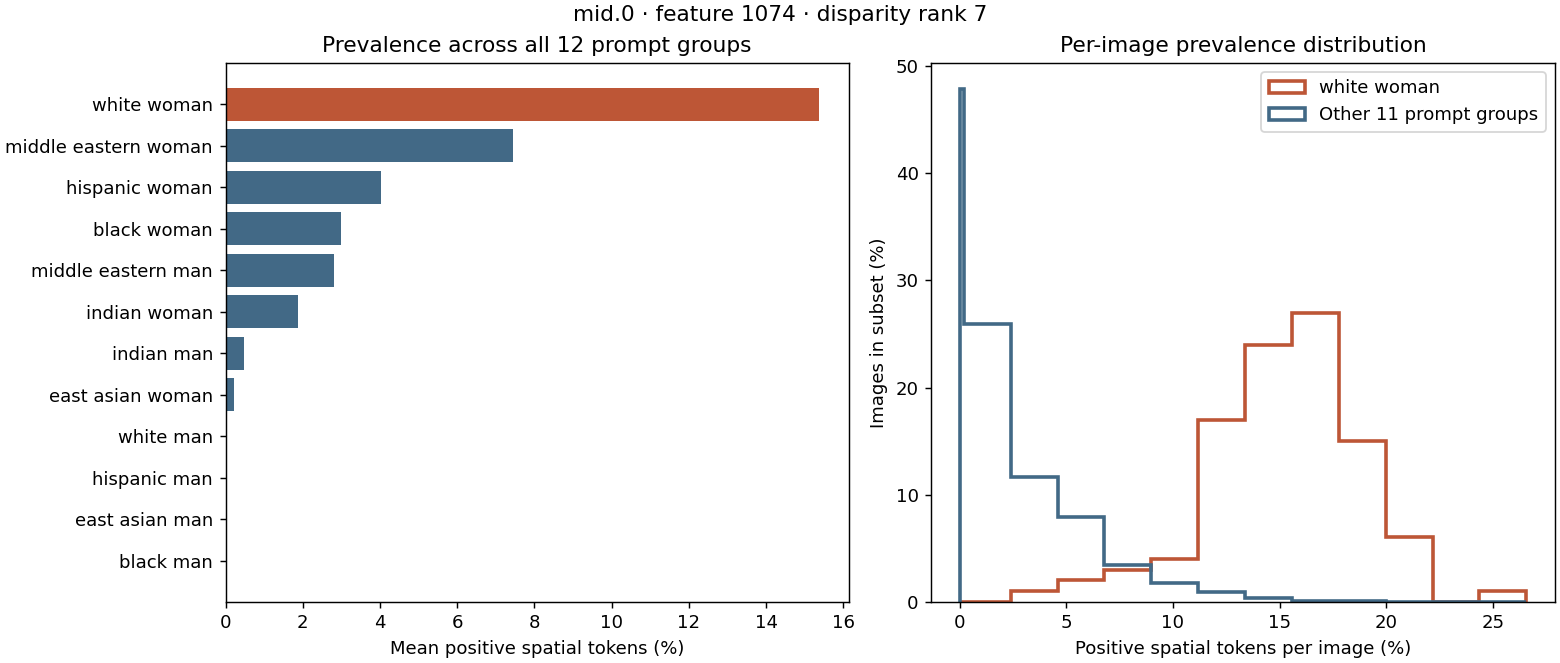 mid.0 · feature 1074 · disparity rank 7
Prevalence across all 12 prompt groups
white woman
middle eastern woman
hispanic woman
black woman
middle eastern man
indian woman
indian man
east asian woman
white man
hispanic man
east asian man
black man
0 2 4 6 8 10 12 14 16
Mean positive spatial tokens (%)
Per-image prevalence distribution
white woman
Other 11 prompt groups
Images in subset (%)
50
40
30
20
10
0
0 5 10 15 20 25
Positive spatial tokens per image (%)